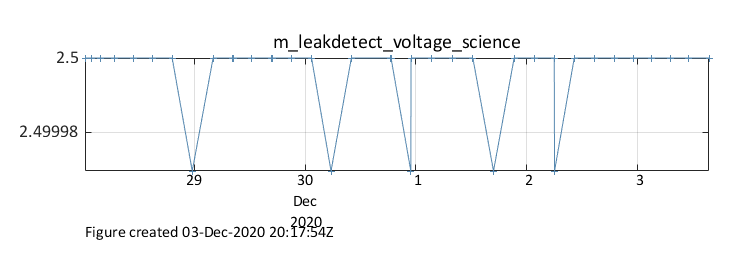 m_leakdetect_voltage_science
2.5
2.49998
29 30 1 2 3
Dec
2020
Figure created 03-Dec-2020 20:17:54Z